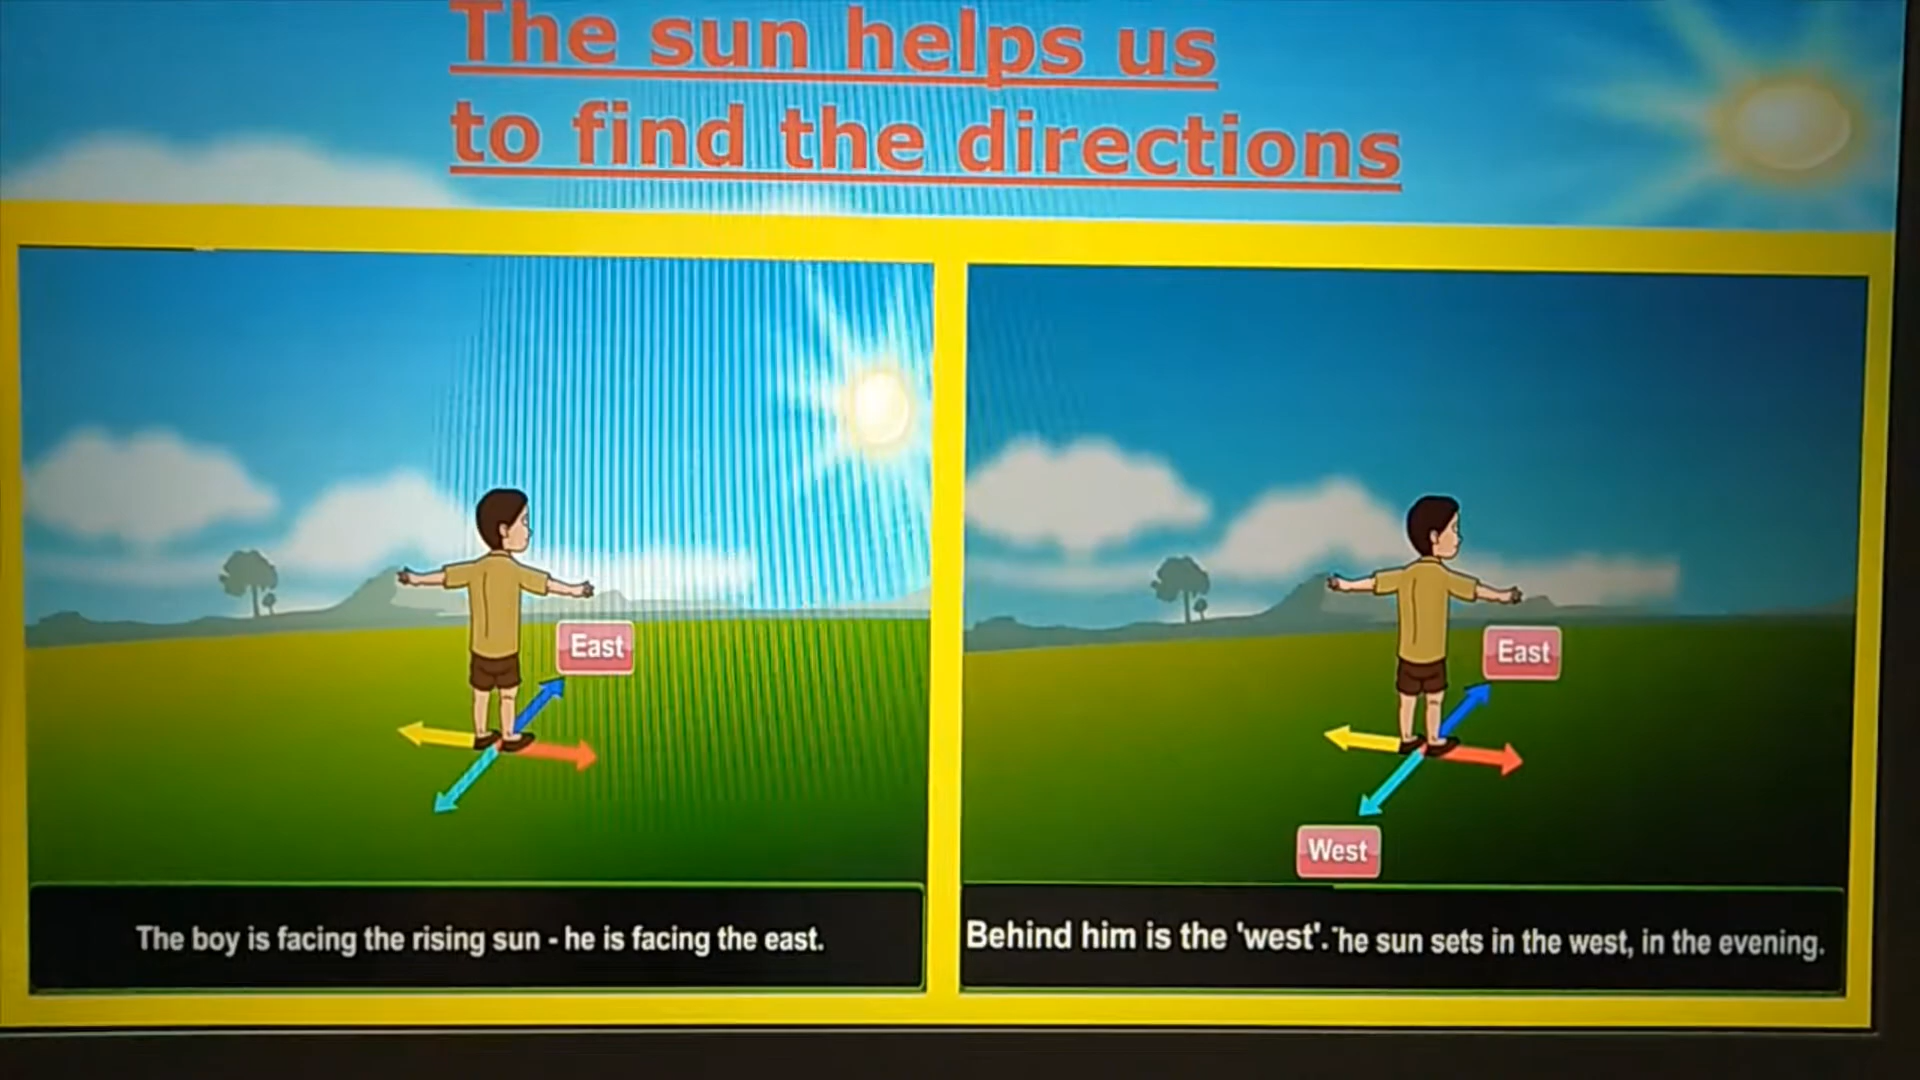 The sun helps us
to find the directions
East
The boy is facing the rising sun - he is facing the east.
East
West
Behind him is the 'west'. he sun sets in the west, in the evening.